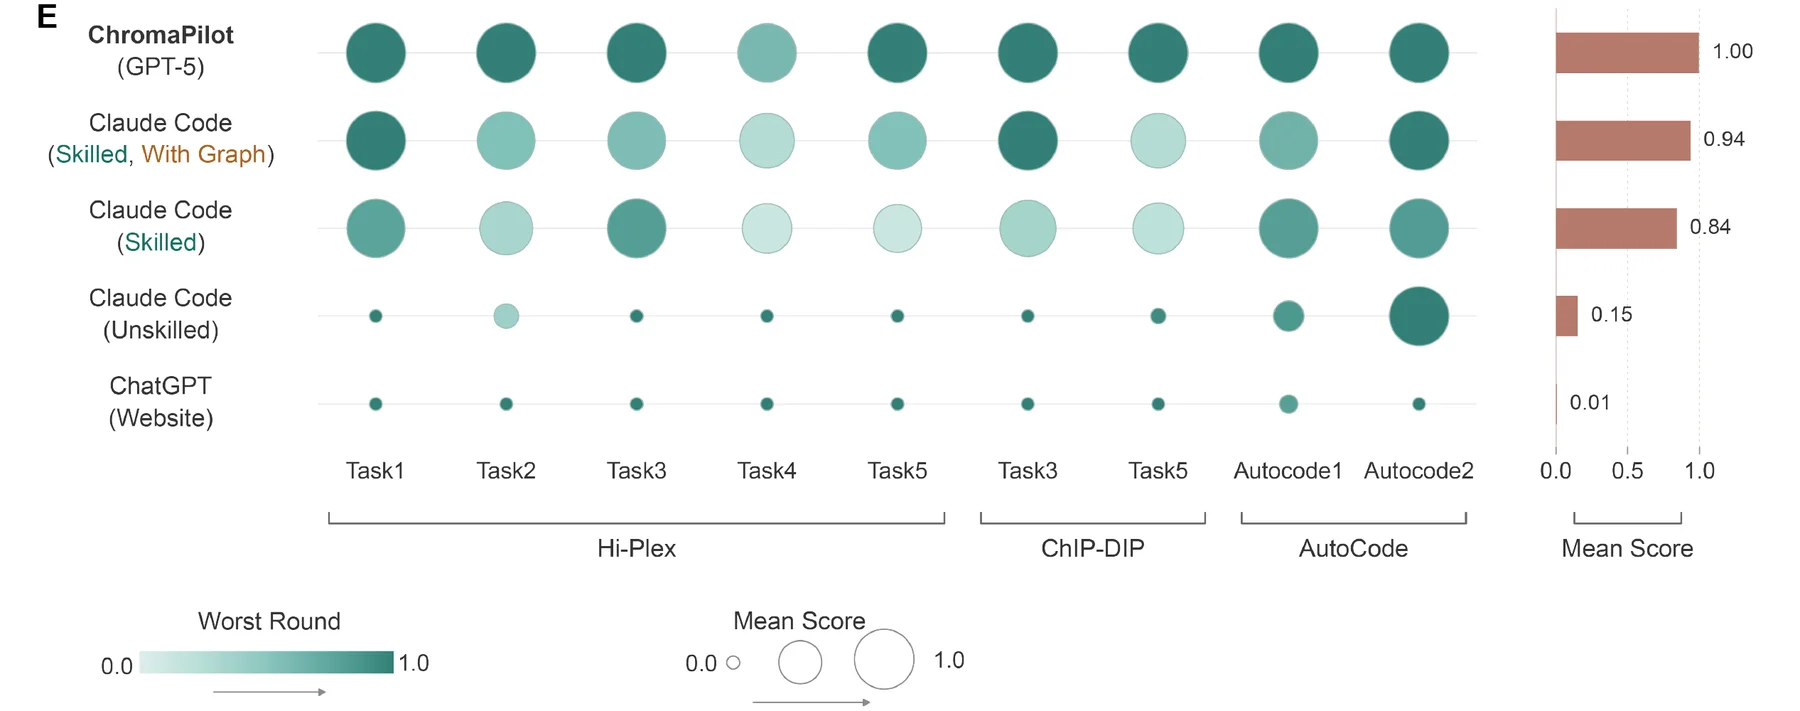 E
ChromaPilot
(GPT-5)
1.00
Claude Code
(Skilled, With Graph)
0.94
Claude Code
(Skilled)
0.84
Claude Code
(Unskilled)
0.15
ChatGPT
(Website)
0.01
Task1 Task2 Task3 Task4 Task5 Task3 Task5 Autocode1 Autocode2 0.0 0.5 1.0
Hi-Plex ChIP-DIP AutoCode Mean Score
Worst Round
0.0 1.0
Mean Score
0.0 1.0